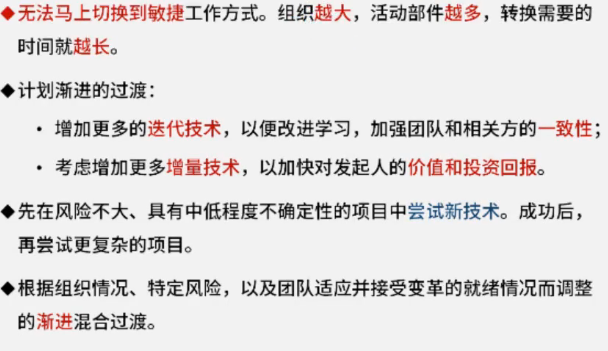 ◆无法马上切换到敏捷工作方式。组织越大，活动部件越多，转换需要的
时间就越长。
◆计划渐进的过渡：
• 增加更多的迭代技术，以便改进学习，加强团队和相关方的一致性；
• 考虑增加更多增量技术，以加快对发起人的价值和投资回报。
◆先在风险不大、具有中低程度不确定性的项目中尝试新技术。成功后，
再尝试更复杂的项目。
◆根据组织情况、特定风险，以及团队适应并接受变革的就绪情况而调整
的渐进混合过渡。